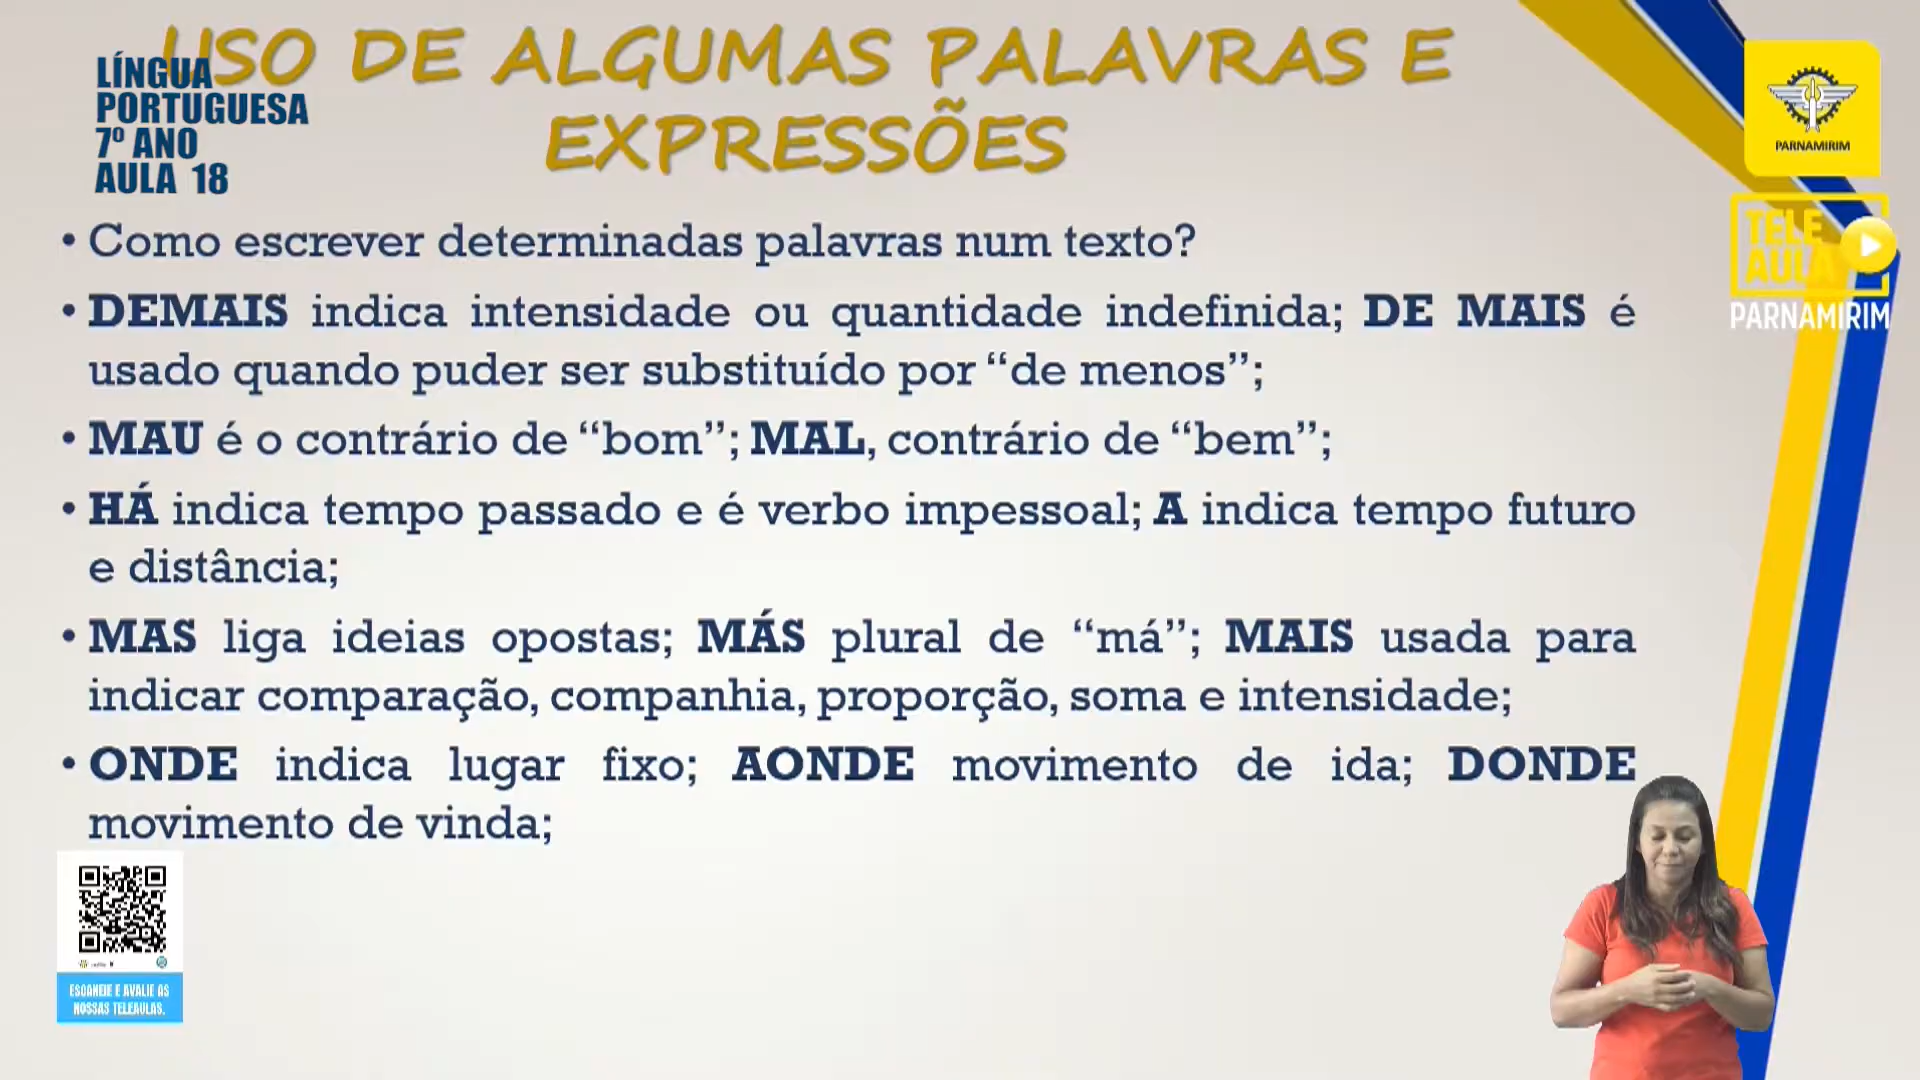 USO DE ALGUMAS PALAVRAS E
EXPRESSÕES
LÍNGUA
PORTUGUESA
7º ANO
AULA 18
PARNAMIRIM
TELE
AULA
PARNAMIRIM
• Como escrever determinadas palavras num texto?
• DEMAIS indica intensidade ou quantidade indefinida; DE MAIS é
usado quando puder ser substituído por “de menos”;
• MAU é o contrário de “bom”; MAL, contrário de “bem”;
• HÁ indica tempo passado e é verbo impessoal; A indica tempo futuro
e distância;
• MAS liga ideias opostas; MÁS plural de “má”; MAIS usada para
indicar comparação, companhia, proporção, soma e intensidade;
• ONDE indica lugar fixo; AONDE movimento de ida; DONDE
movimento de vinda;
ESCANEIE E AVALIE AS
NOSSAS TELEAULAS.